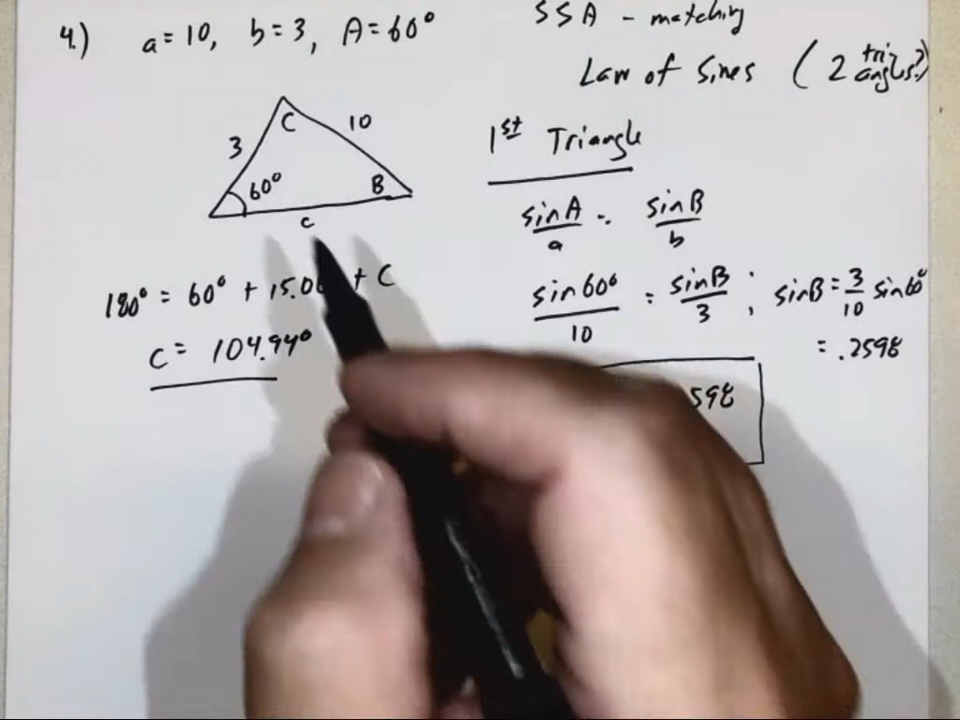 4.) a = 10, b = 3, A = 60°
SSA - matching
Law of Sines (2 triangles?)
C
3
10
60°
B
c
180° = 60° + 15.0 + C
C = 104.94°
1st Triangle
sinA/a = sinB/b
sin60°/10 = sinB/3 ; sinB = 3/10 sin60°
= .2598
598